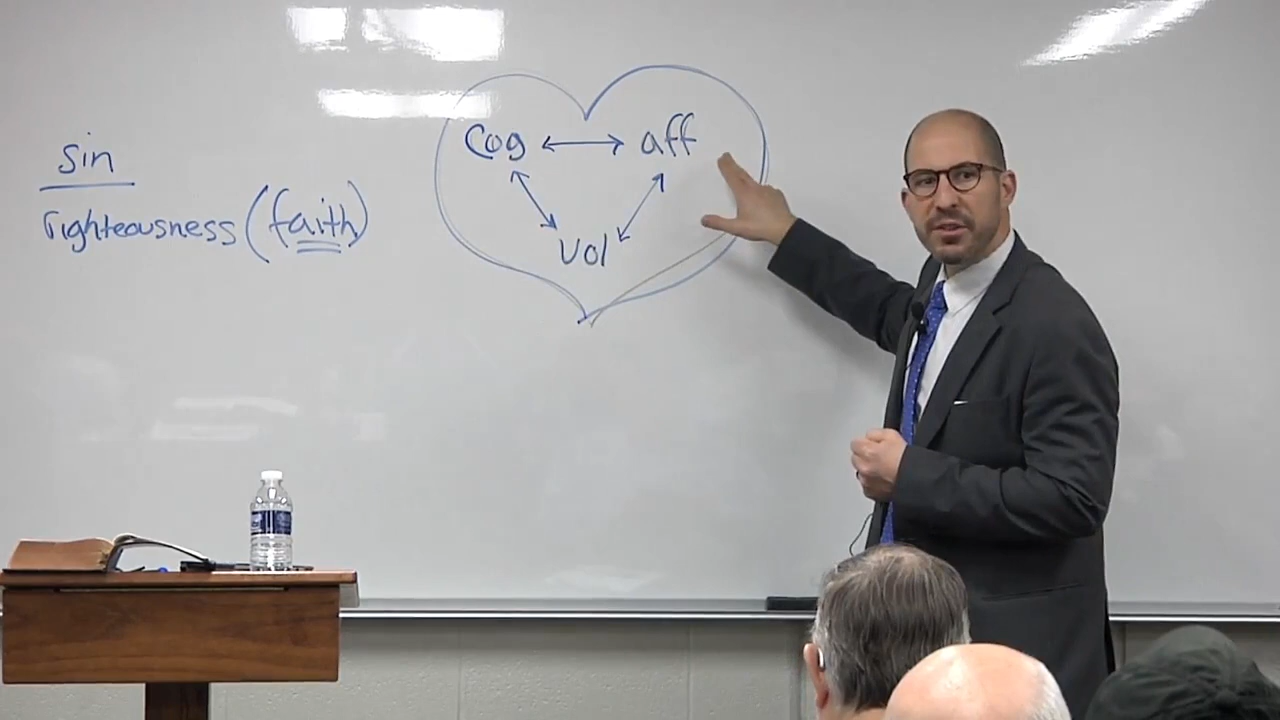 sin
righteousness (faith)
Cog ↔ aff
vol